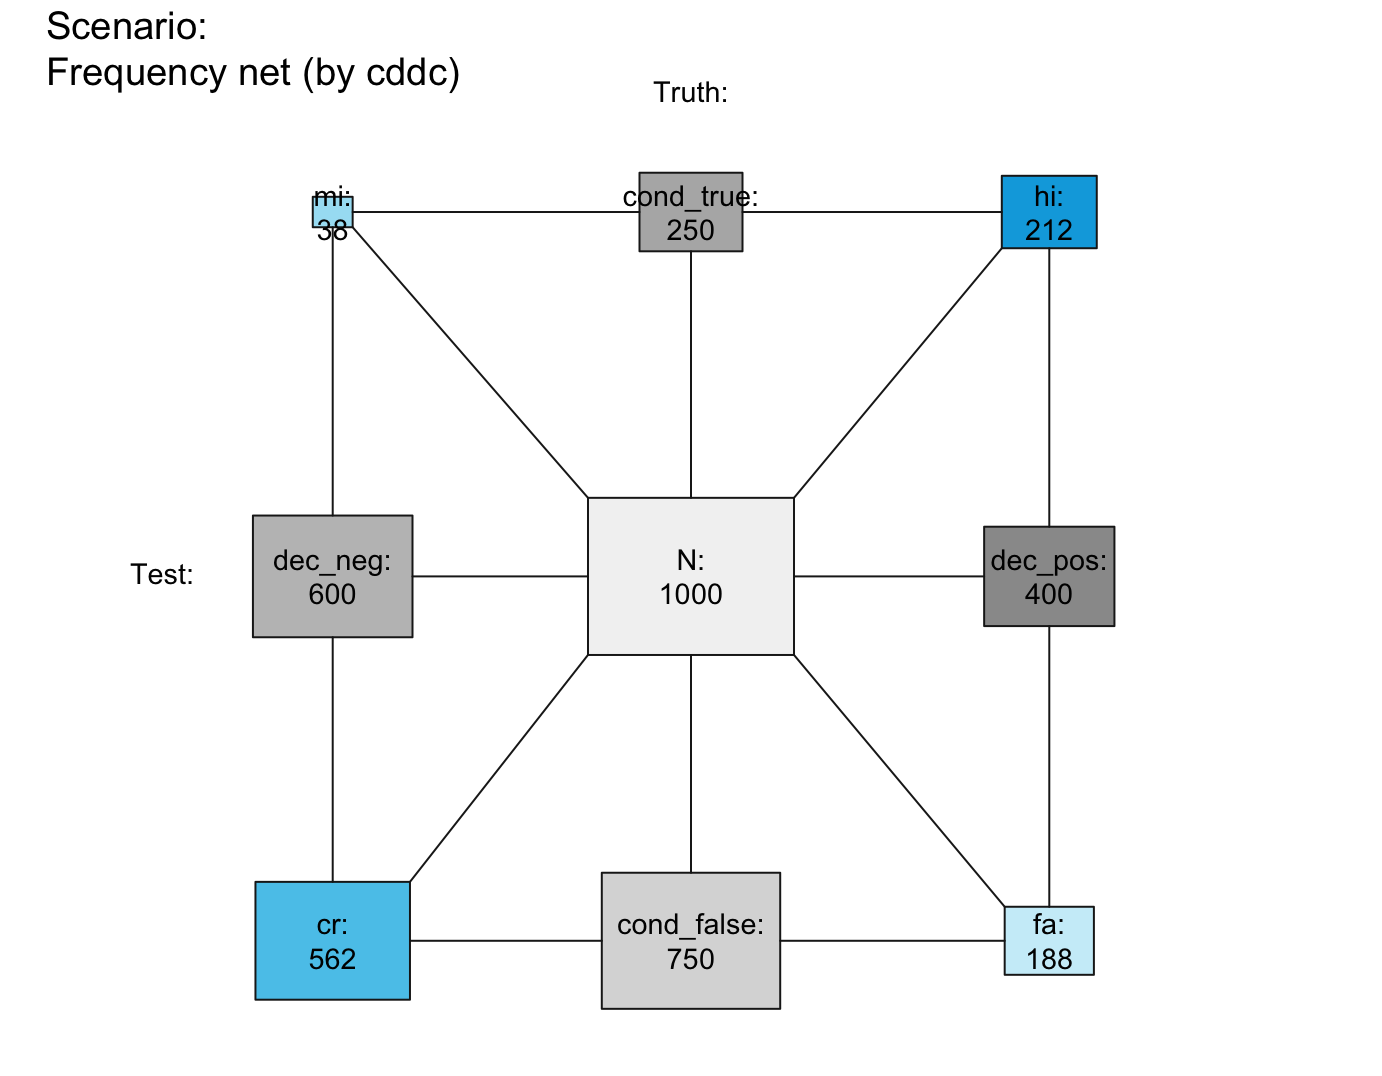 Scenario:
Frequency net (by cddc)
Truth:
mi:
38
cond_true:
250
hi:
212
Test:
dec_neg:
600
N:
1000
dec_pos:
400
cr:
562
cond_false:
750
fa:
188